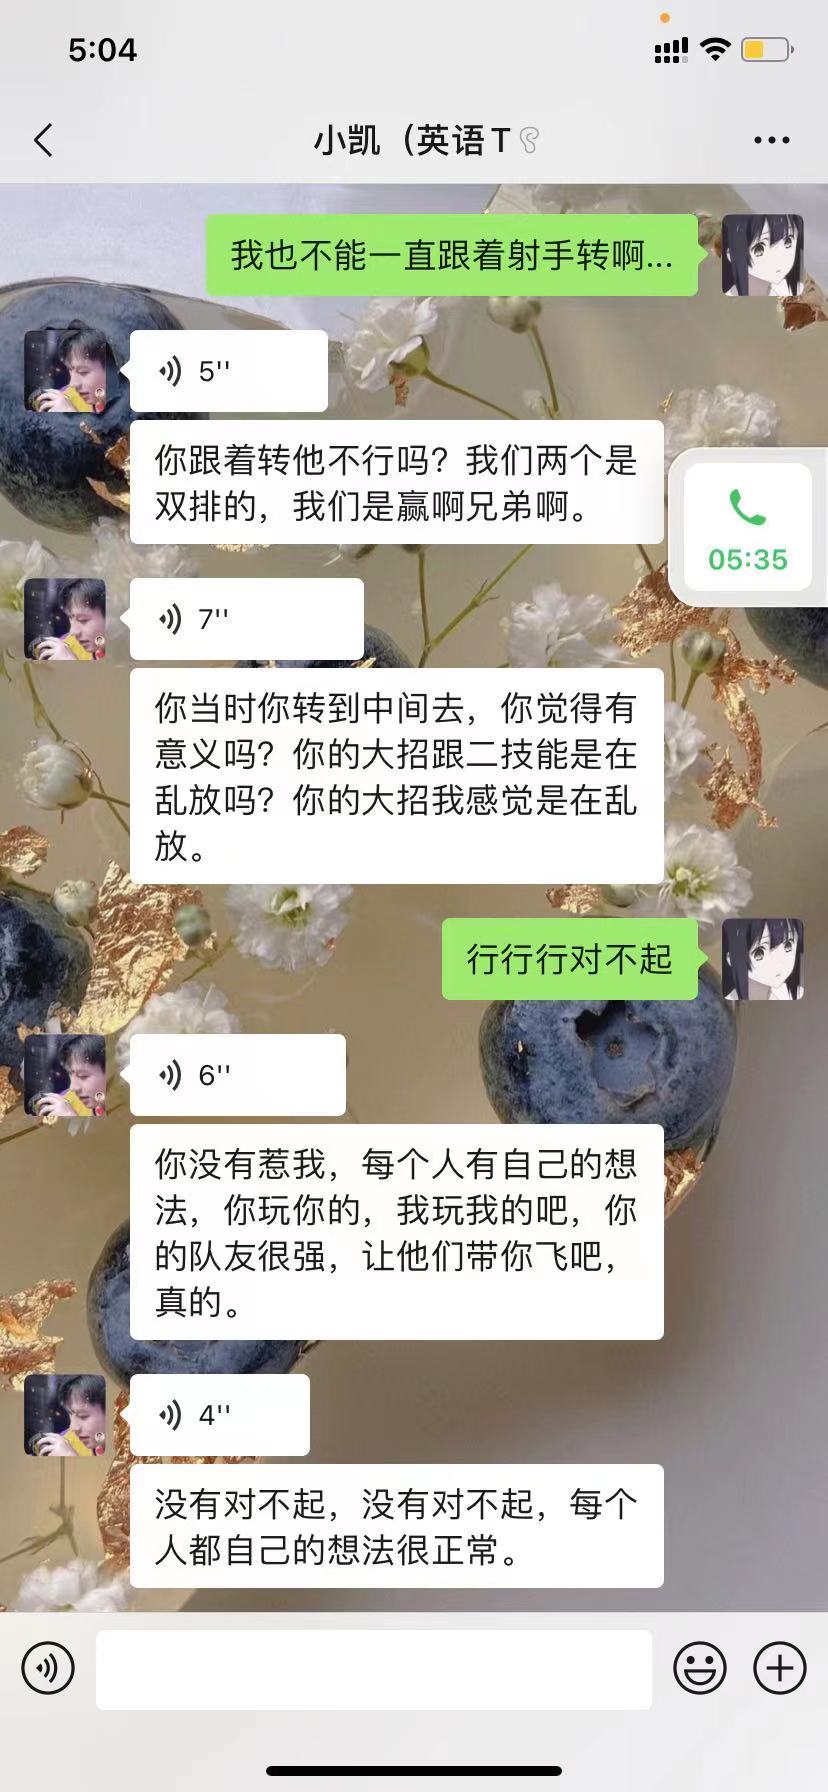 5:04
小凯（英语T
我也不能一直跟着射手转啊...
5''
你跟着转他不行吗？我们两个是
双排的，我们是赢啊兄弟啊。
05:35
7''
你当时你转到中间去，你觉得有
意义吗？你的大招跟二技能是在
乱放吗？你的大招我感觉是在乱
放。
行行行对不起
6''
你没有惹我，每个人有自己的想
法，你玩你的，我玩我的吧，你
的队友很强，让他们带你飞吧，
真的。
4''
没有对不起，没有对不起，每个
人都自己的想法很正常。